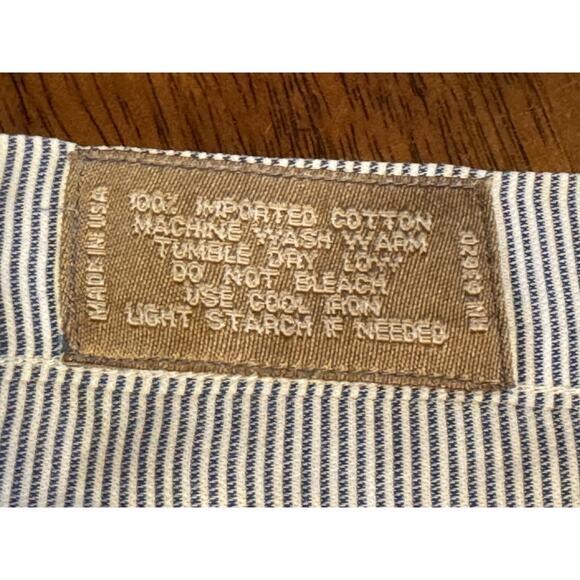 MADE IN USA
100% IMPORTED COTTON
MACHINE WASH WARM
TUMBLE DRY LOW
DO NOT BLEACH
USE COOL IRON
LIGHT STARCH IF NEEDED
RN